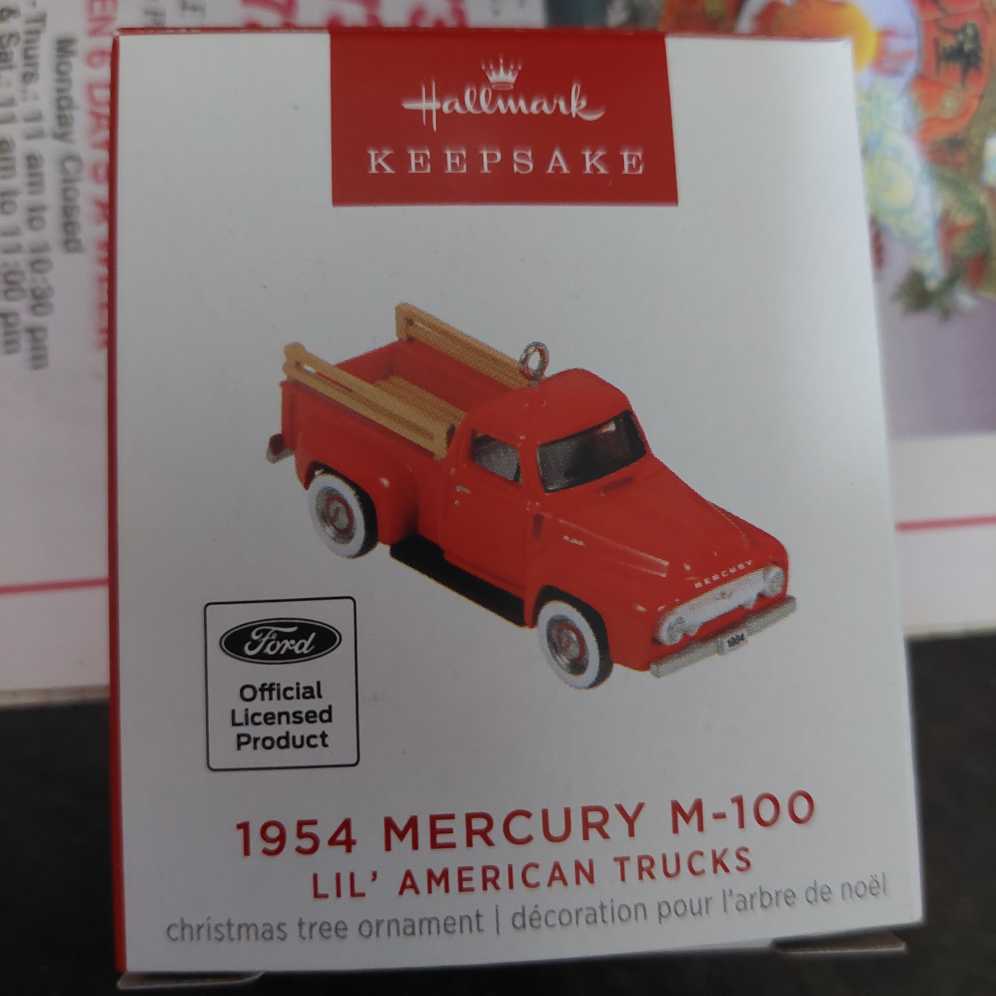 Hallmark
KEEPSAKE
MERCURY
1954
Ford
Official
Licensed
Product
1954 MERCURY M-100
LIL' AMERICAN TRUCKS
christmas tree ornament | décoration pour l'arbre de noël
Monday Closed
Thurs.: 11 am to 10:30 pm
& Sat.: 11 am to 11:00 pm